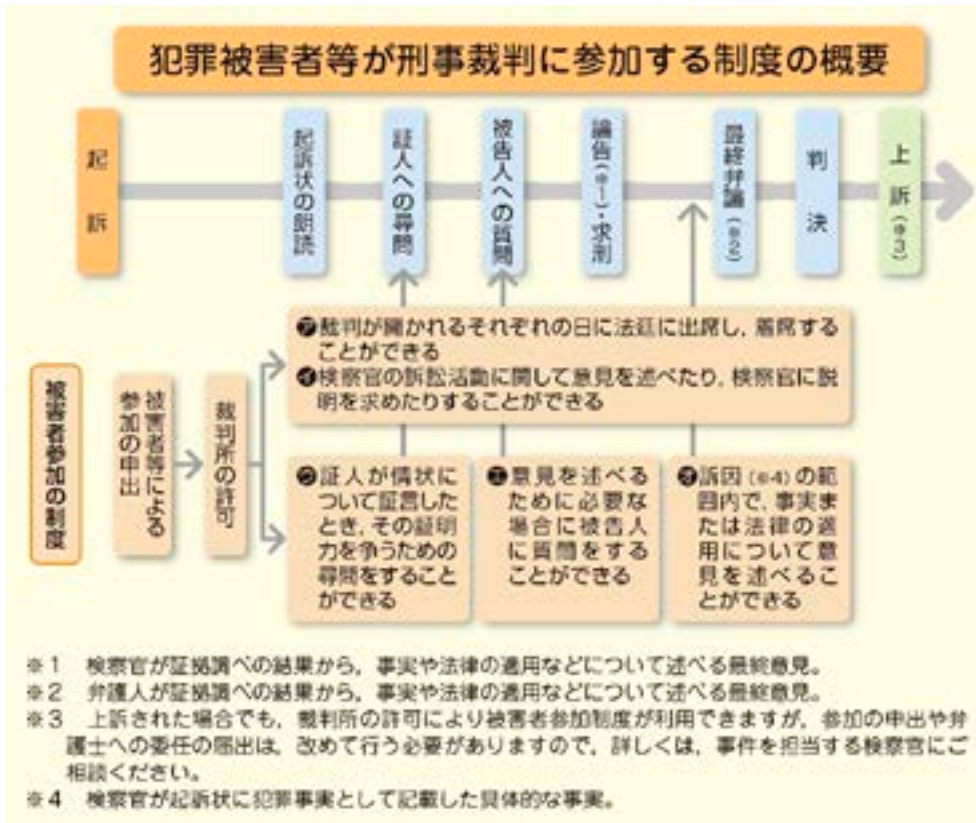 犯罪被害者等が刑事裁判に参加する制度の概要
起訴
起訴状の朗読
証人への尋問
被告人への質問
論告(※1)・求刑
最終弁論(※2)
判決
上訴(※3)
被害者参加の制度
被害者等による
参加の申出
裁判所の許可
ア裁判が開かれるそれぞれの日に法廷に出席し、着席する
ことができる
イ検察官の訴訟活動に関して意見を述べたり、検察官に説
明を求めたりすることができる
ウ証人が情状に
ついて証言した
とき、その証明
力を争うための
尋問をすること
ができる
エ意見を述べる
ために必要な
場合に被告人
に質問をする
ことができる
オ訴因(※4)の範
囲内で、事実ま
たは法律の適
用について意
見を述べるこ
とができる
※1 検察官が証拠調べの結果から、事実や法律の適用などについて述べる最終意見。
※2 弁護人が証拠調べの結果から、事実や法律の適用などについて述べる最終意見。
※3 上訴された場合でも、裁判所の許可により被害者参加制度が利用できますが、参加の申出や弁
護士への委任の届出は、改めて行う必要がありますので、詳しくは、事件を担当する検察官にご
相談ください。
※4 検察官が起訴状に犯罪事実として記載した具体的な事実。